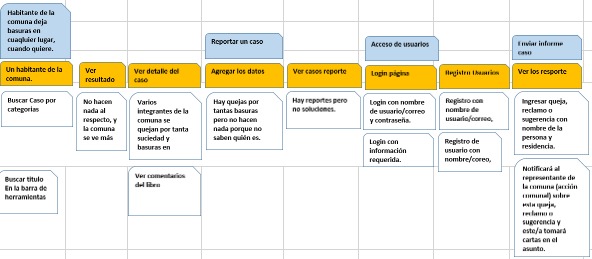 Habitante de la
comuna deja
basuras en
cualquier lugar,
cuando quiere.
Reportar un caso
Acceso de usuarios
Enviar informe
caso
Un habitante de la
comuna.
Ver
resultado
Ver detalle del
caso
Agregar los datos
Ver casos reporte
Login página
Registro Usuarios
Ver los resporte
Buscar Caso por
categorias
No hacen
nada al
respecto, y
la comuna
se ve más
Varios
integrantes de la
comuna se
quejan por tanta
suciedad y
basuras en
Hay quejas por
tantas basuras
pero no hacen
nada porque no
saben quién es.
Hay reportes pero
no soluciones.
Login con nombre
de usuario/correo
y contraseña.
Registro con
nombre de
usuario/correo,
Ingresar queja,
reclamo o
sugerencia con
nombre de la
persona y
residencia.
Login con
información
requerida.
Registro de
usuario con
nombre/coreo,
Buscar titulo
En la barra de
herramientas
Ver comentarios
del libro
Notificará al
representante de
la comuna (acción
comunal) sobre
esta queja,
reclamo o
sugerencia y
este/a tomará
cartas en el
asunto.